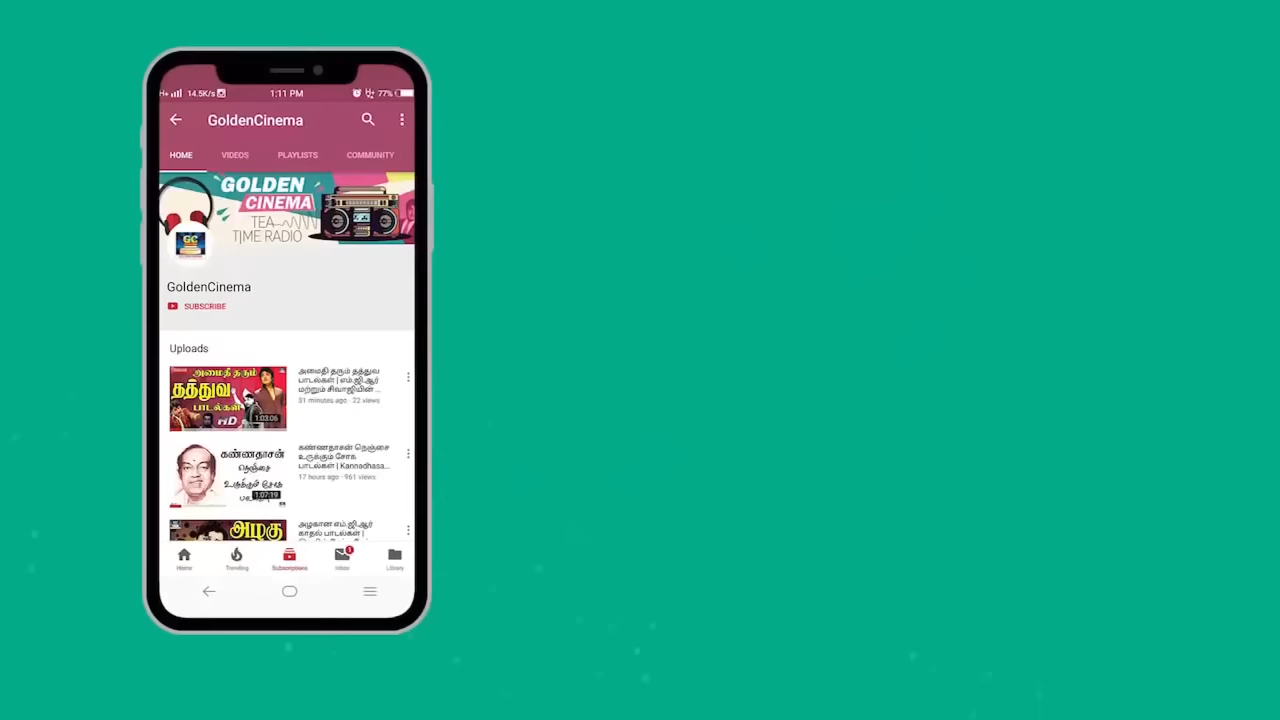 H+ 14.5K/s 1:11 PM 77%
GoldenCinema
HOME VIDEOS PLAYLISTS COMMUNITY
GOLDEN
CINEMA
TEA
TIME RADIO
GC
GoldenCinema
SUBSCRIBE
Uploads
அமைதி தரும்
தத்துவ
பாடல்கள் HD
1:03:06
அமைதி தரும் தத்துவ
பாடல்கள் | எம்.ஜி.ஆர்
மற்றும் சிவாஜியின் ...
31 minutes ago · 22 views
கண்ணதாசன்
நெஞ்சை
உருக்கும் சோக
1:07:19
கண்ணதாசன் நெஞ்சை
உருக்கும் சோக
பாடல்கள் | Kannadhasa...
17 hours ago · 961 views
அழகு
அழகான எம்.ஜி.ஆர்
காதல் பாடல்கள் |
Home Trending Subscriptions Inbox 1 Library